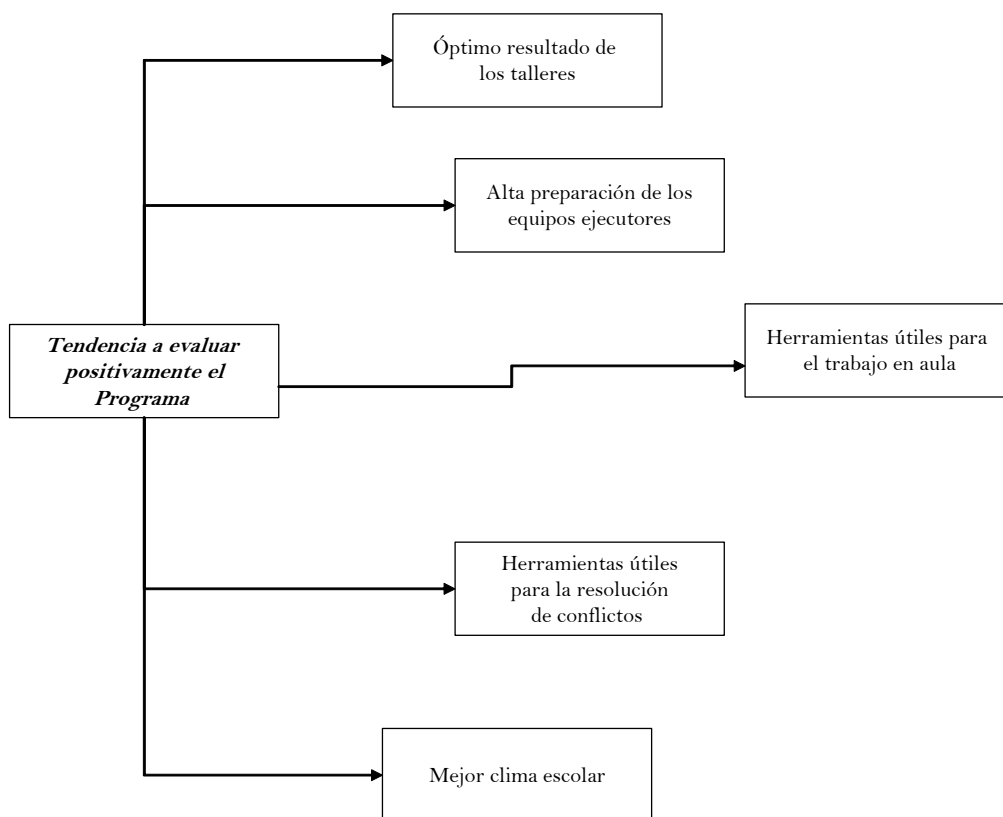 Óptimo resultado de
los talleres
Alta preparación de los
equipos ejecutores
Tendencia a evaluar
positivamente el
Programa
Herramientas útiles para
el trabajo en aula
Herramientas útiles
para la resolución
de conflictos
Mejor clima escolar